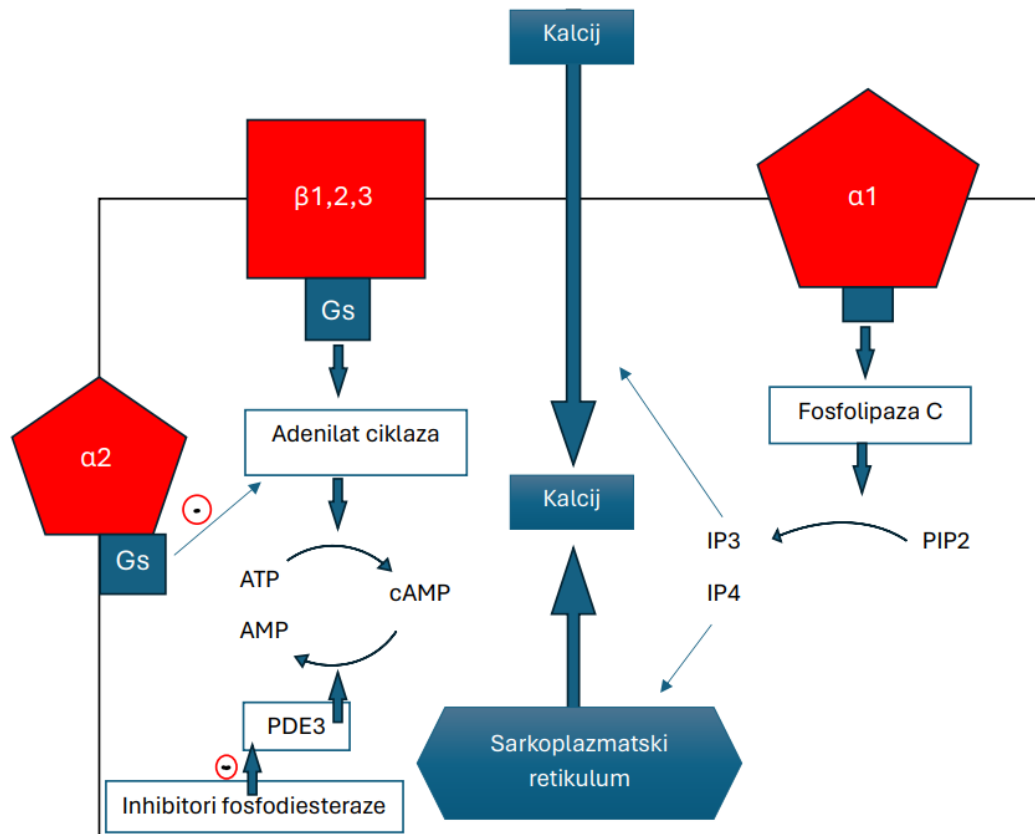 Kalcij
β1,2,3
α1
Gs
Fosfolipaza C
Adenilat ciklaza
α2
-
Kalcij
Gs
IP3
PIP2
ATP
cAMP
IP4
AMP
PDE3
Sarkoplazmatski
retikulum
-
Inhibitori fosfodiesteraze